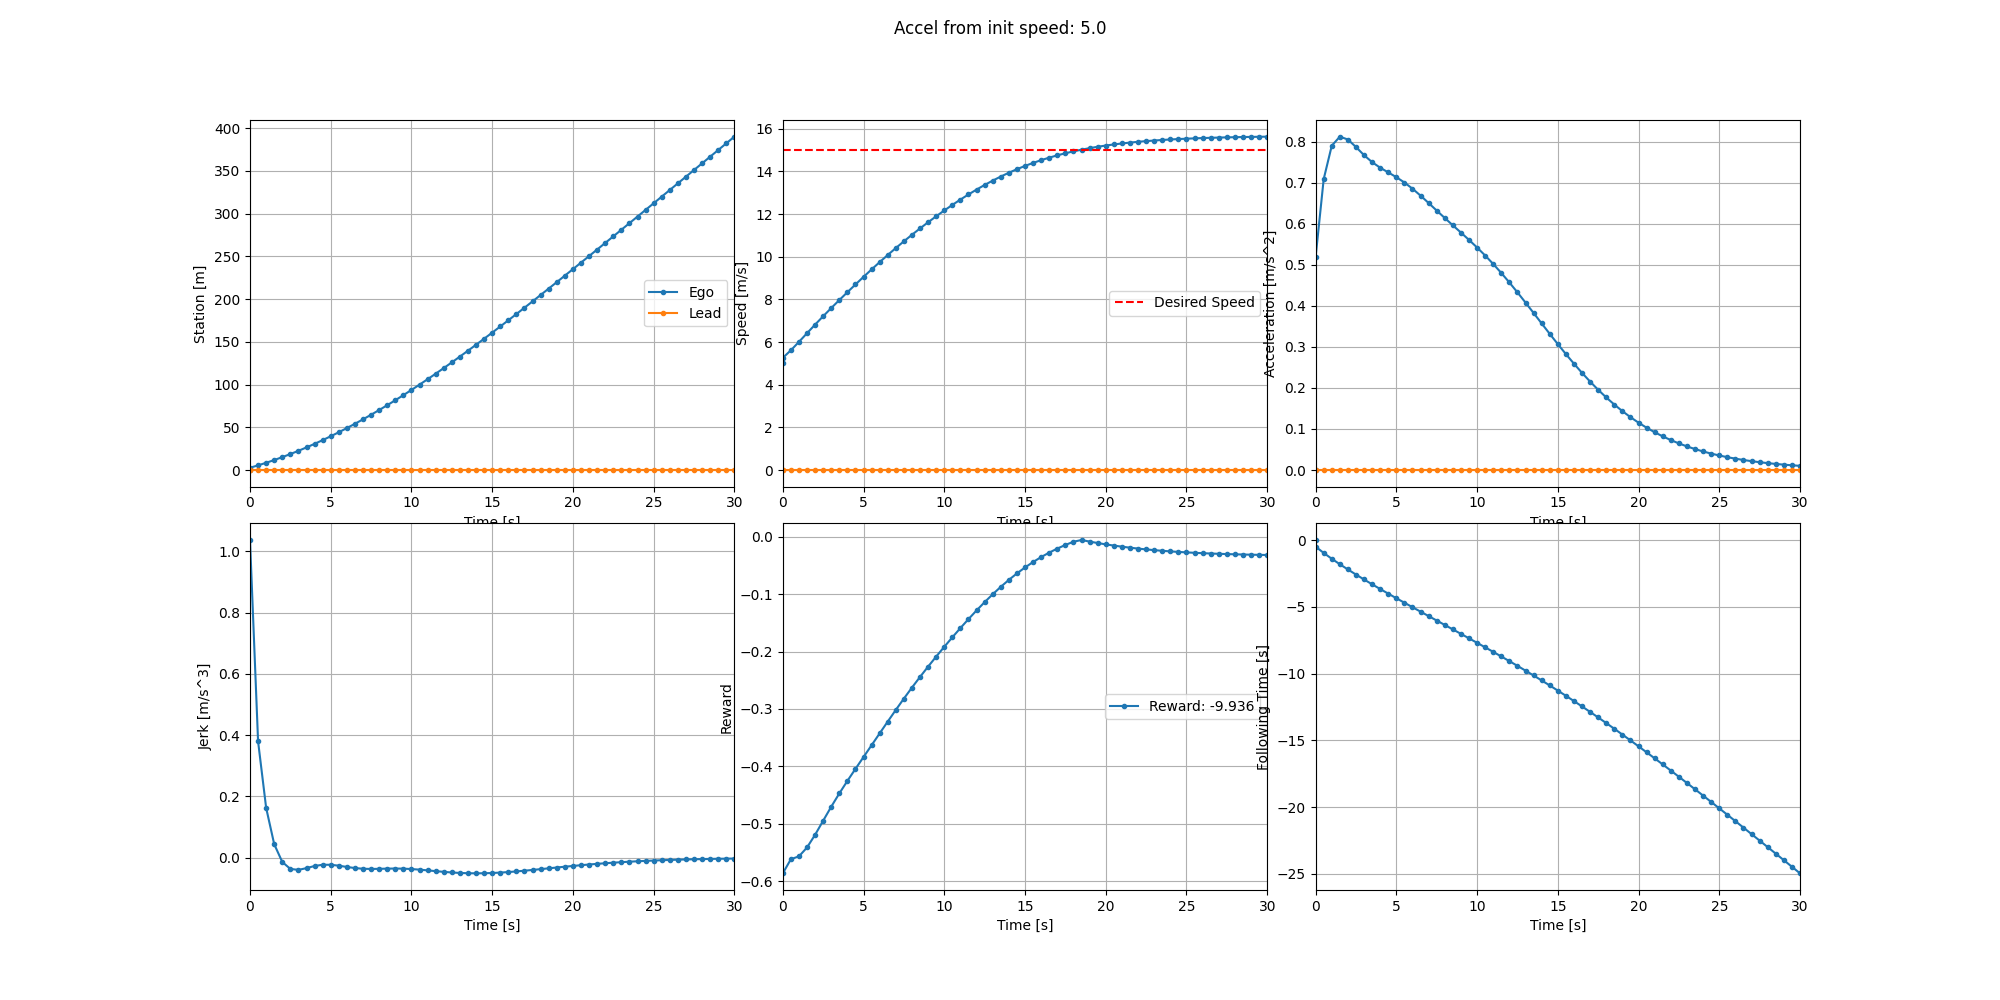 Accel from init speed: 5.0
400
350
300
250
200
150
100
50
0
Station [m]
Ego
Lead
0 5 10 15 20 25 30
Time [s]
16
14
12
10
8
6
4
2
0
Speed [m/s]
Desired Speed
0 5 10 15 20 25 30
Time [s]
0.8
0.7
0.6
0.5
0.4
0.3
0.2
0.1
0.0
Acceleration [m/s^2]
0 5 10 15 20 25 30
Time [s]
1.0
0.8
0.6
0.4
0.2
0.0
Jerk [m/s^3]
0 5 10 15 20 25 30
Time [s]
0.0
−0.1
−0.2
−0.3
−0.4
−0.5
−0.6
Reward
Reward: -9.936
0 5 10 15 20 25 30
Time [s]
0
−5
−10
−15
−20
−25
Following Time [s]
0 5 10 15 20 25 30
Time [s]